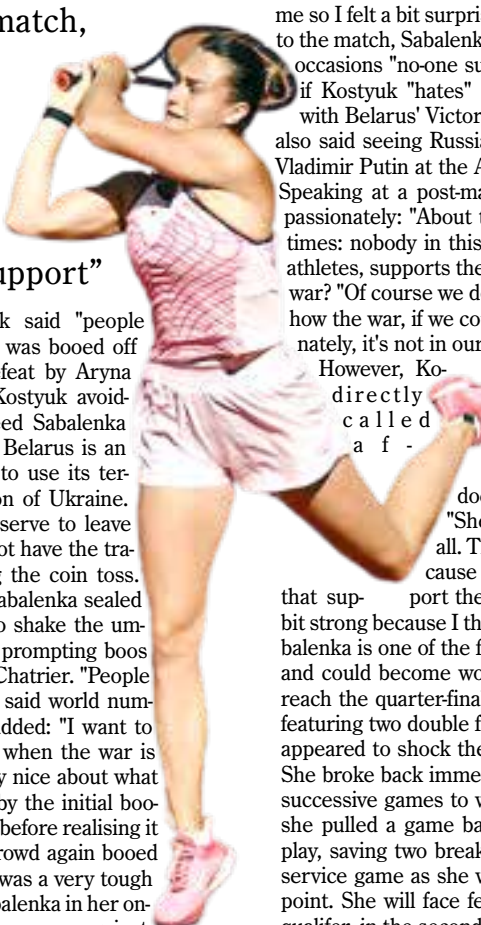 match,
upport”
k said "people
was booed off
feat by Aryna
Kostyuk avoid-
ed Sabalenka
Belarus is an
to use its ter-
on of Ukraine.
serve to leave
ot have the tra-
g the coin toss.
abalenka sealed
o shake the um-
prompting boos
Chatrier. "People
said world num-
dded: "I want to
when the war is
y nice about what
by the initial boo-
before realising it
rowd again booed
was a very tough
balenka in her on-
me so I felt a bit surpri
to the match, Sabalenk
occasions "no-one su
if Kostyuk "hates"
with Belarus' Victor
also said seeing Russia
Vladimir Putin at the A
Speaking at a post-ma
passionately: "About t
times: nobody in this
athletes, supports the
war? "Of course we d
how the war, if we co
nately, it's not in our
However, Ko-
directly
called
a f -
doe
"She
all. T
cause
that sup- port the
bit strong because I th
balenka is one of the f
and could become wo
reach the quarter-final
featuring two double f
appeared to shock the
She broke back imme
successive games to w
she pulled a game ba
play, saving two break
service game as she w
point. She will face fe